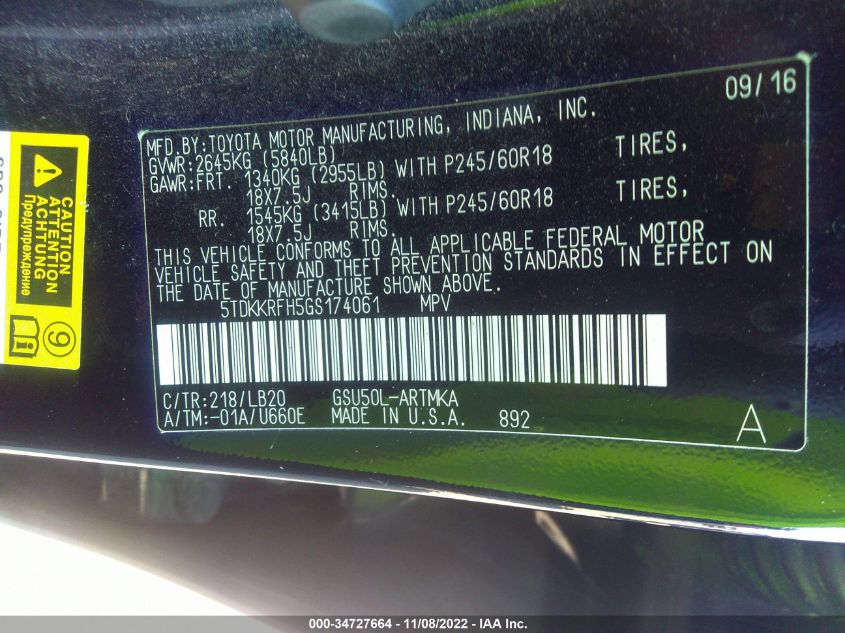 09/16
MFD.BY:TOYOTA MOTOR MANUFACTURING, INDIANA, INC.
GVWR:2645KG (5840LB)
GAWR:FRT. 1340KG (2955LB) WITH P245/60R18 TIRES,
18X7.5J RIMS.
RR. 1545KG (3415LB) WITH P245/60R18 TIRES,
18X7.5J RIMS.
THIS VEHICLE CONFORMS TO ALL APPLICABLE FEDERAL MOTOR
VEHICLE SAFETY AND THEFT PREVENTION STANDARDS IN EFFECT ON
THE DATE OF MANUFACTURE SHOWN ABOVE.
5TDKKRFH5GS174061 MPV
C/TR:218/LB20 GSU50L-ARTMKA
A/TM:-01A/U660E MADE IN U.S.A. 892
A
CAUTION
ATTENTION
ACHTUNG
Предупреждение
9
000-34727664 - 11/08/2022 - IAA Inc.